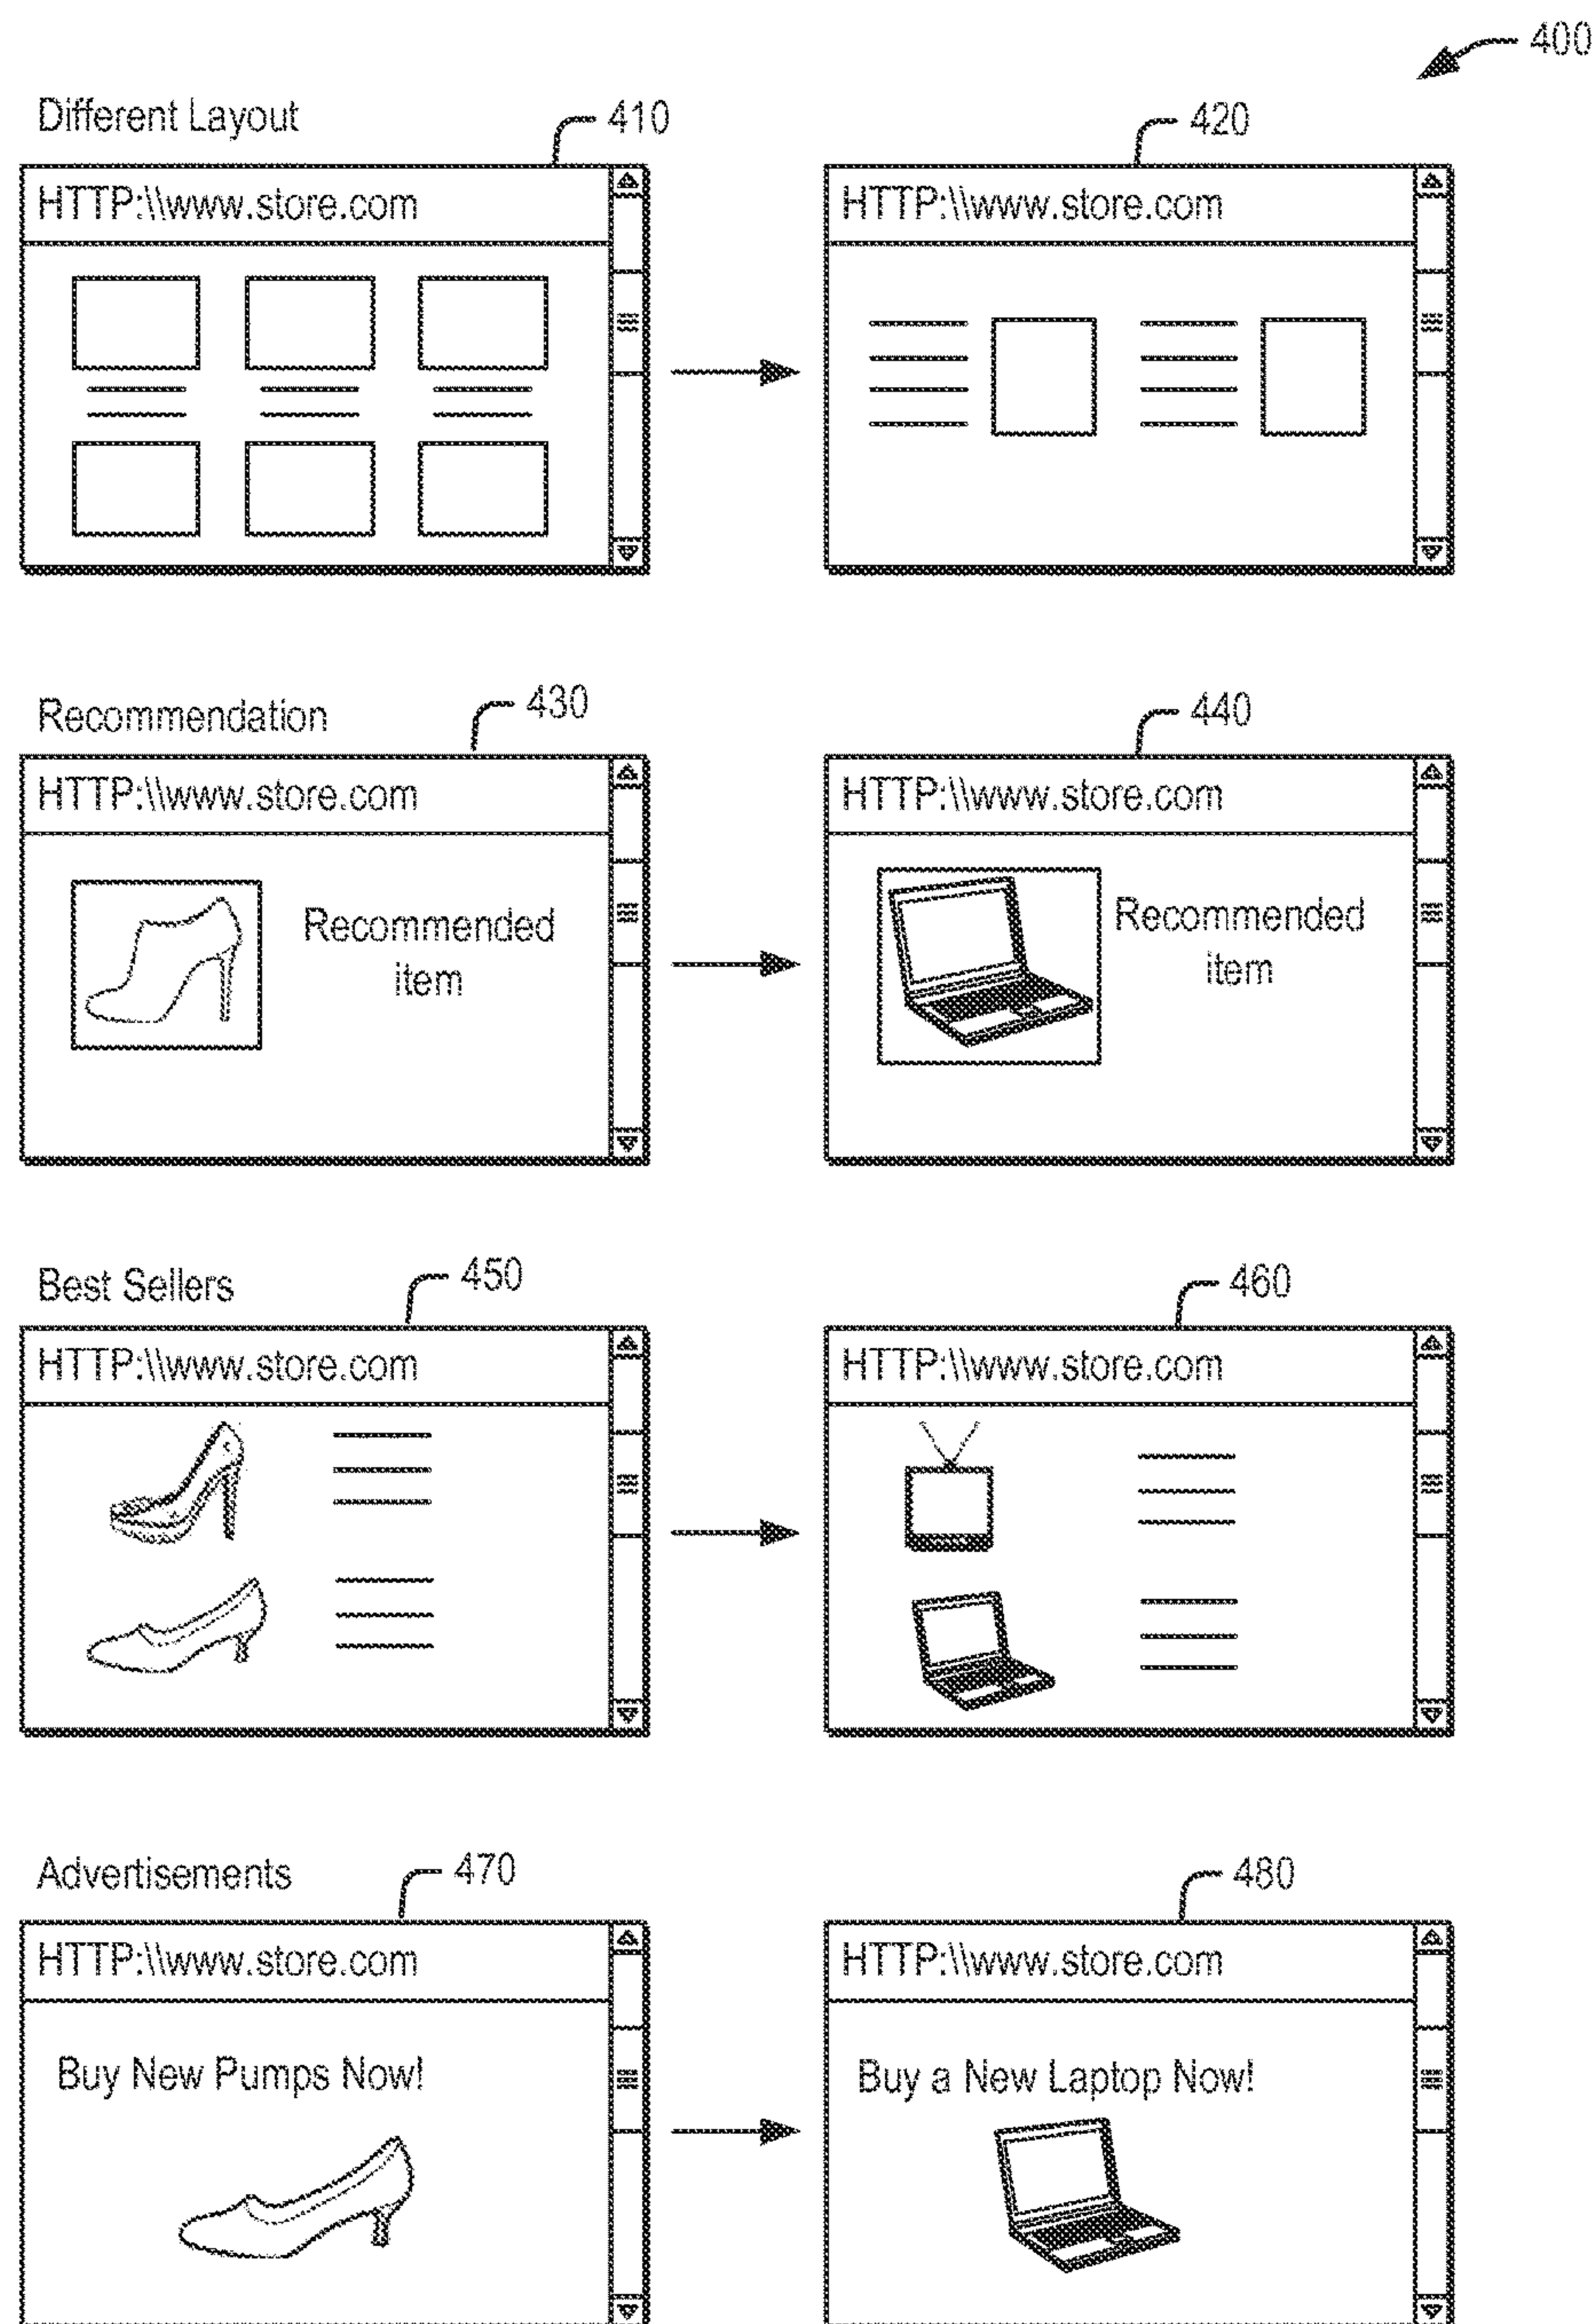 400
Different Layout
410
420
HTTP:\\www.store.com
HTTP:\\www.store.com
Recommendation
430
440
HTTP:\\www.store.com
HTTP:\\www.store.com
Recommended
item
Recommended
item
Best Sellers
450
460
HTTP:\\www.store.com
HTTP:\\www.store.com
Advertisements
470
480
HTTP:\\www.store.com
HTTP:\\www.store.com
Buy New Pumps Now!
Buy a New Laptop Now!